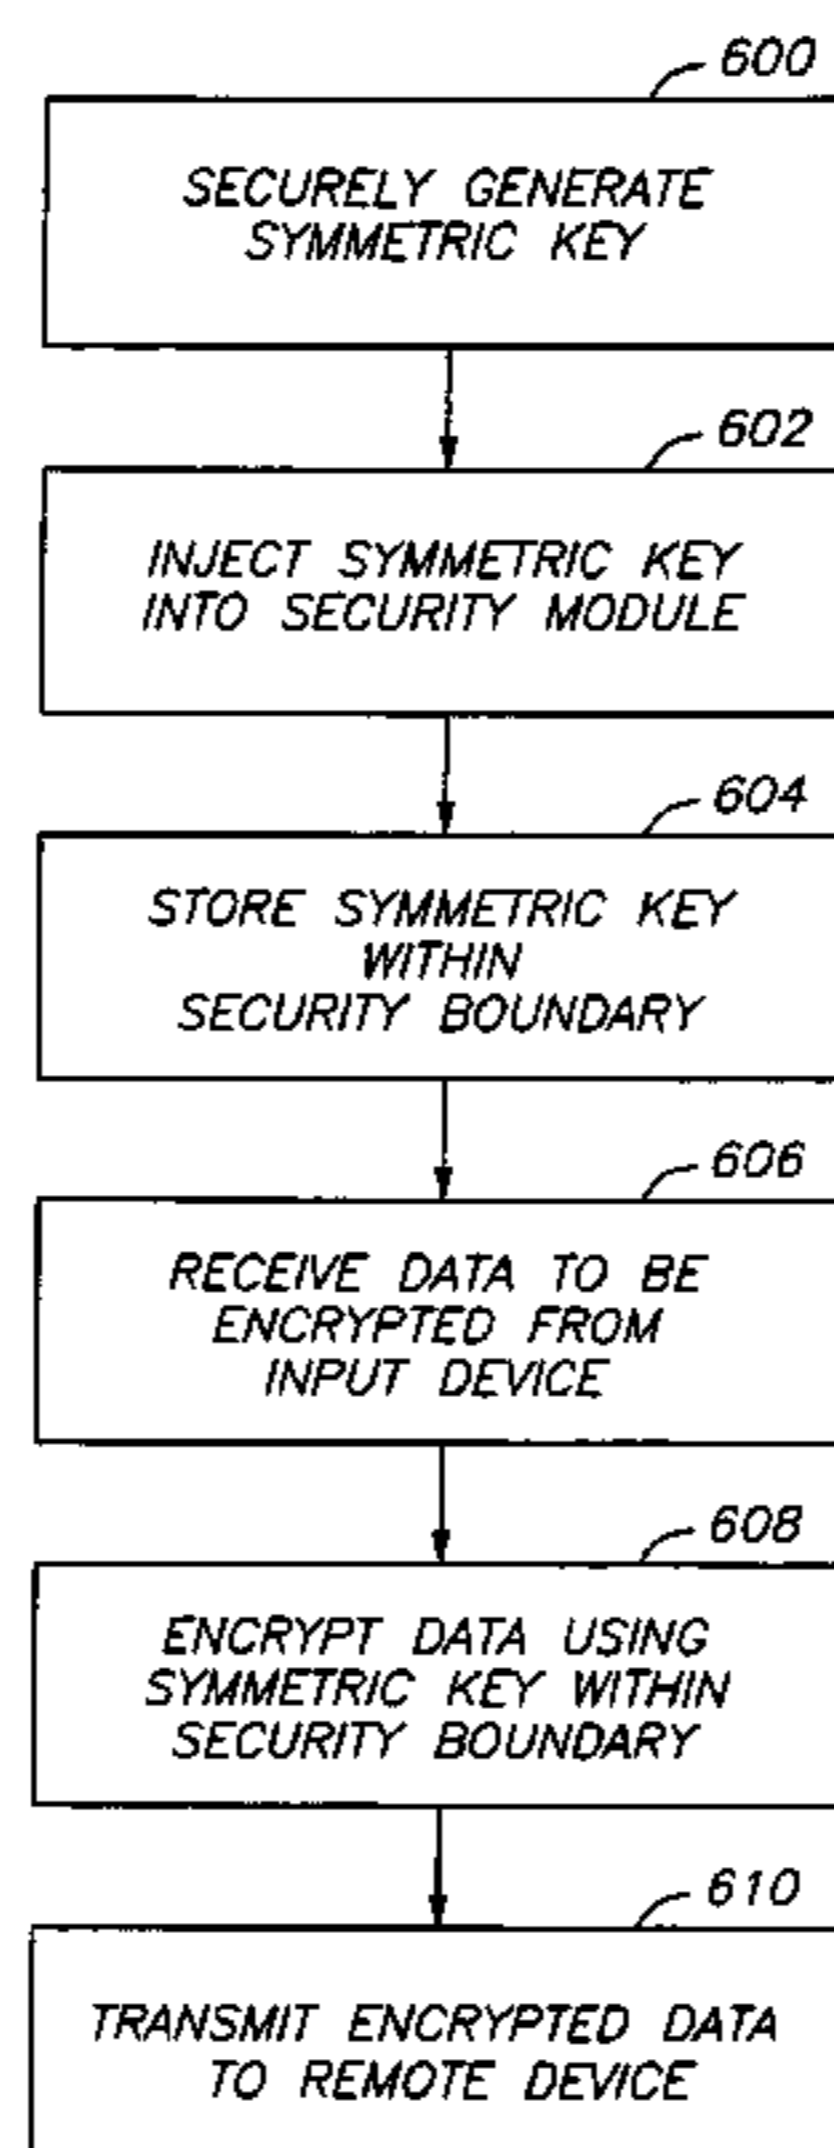 600
SECURELY GENERATE
SYMMETRIC KEY
602
INJECT SYMMETRIC KEY
INTO SECURITY MODULE
604
STORE SYMMETRIC KEY
WITHIN
SECURITY BOUNDARY
606
RECEIVE DATA TO BE
ENCRYPTED FROM
INPUT DEVICE
608
ENCRYPT DATA USING
SYMMETRIC KEY WITHIN
SECURITY BOUNDARY
610
TRANSMIT ENCRYPTED DATA
TO REMOTE DEVICE